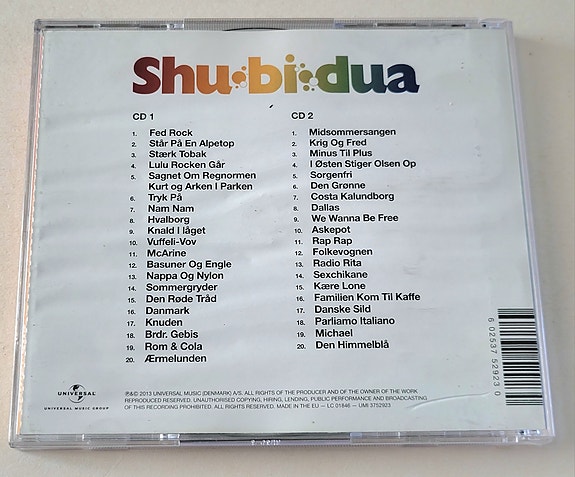 Shu·bi·dua
CD 1
1. Fed Rock
2. Står På En Alpetop
3. Stærk Tobak
4. Lulu Rocken Går
5. Sagnet Om Regnormen
Kurt og Arken I Parken
6. Tryk På
7. Nam Nam
8. Hvalborg
9. Knald I låget
10. Vuffeli-Vov
11. McArine
12. Basuner Og Engle
13. Nappa Og Nylon
14. Sommergryder
15. Den Røde Tråd
16. Danmark
17. Knuden
18. Brdr. Gebis
19. Rom & Cola
20. Ærmelunden
CD 2
1. Midsommersangen
2. Krig Og Fred
3. Minus Til Plus
4. I Østen Stiger Olsen Op
5. Sorgenfri
6. Den Grønne
7. Costa Kalundborg
8. Dallas
9. We Wanna Be Free
10. Askepot
11. Rap Rap
12. Folkevognen
13. Radio Rita
14. Sexchikane
15. Kære Lone
16. Familien Kom Til Kaffe
17. Danske Sild
18. Parliamo Italiano
19. Michael
20. Den Himmelblå
6 02537 52923 0
UNIVERSAL
UNIVERSAL MUSIC GROUP
℗&© 2013 UNIVERSAL MUSIC (DENMARK) A/S. ALL RIGHTS OF THE PRODUCER AND OF THE OWNER OF THE WORK
REPRODUCED RESERVED. UNAUTHORISED COPYING, HIRING, LENDING, PUBLIC PERFORMANCE AND BROADCASTING
OF THIS RECORDING PROHIBITED. ALL RIGHTS RESERVED. MADE IN THE EU — LC 01846 — UMI 3752923